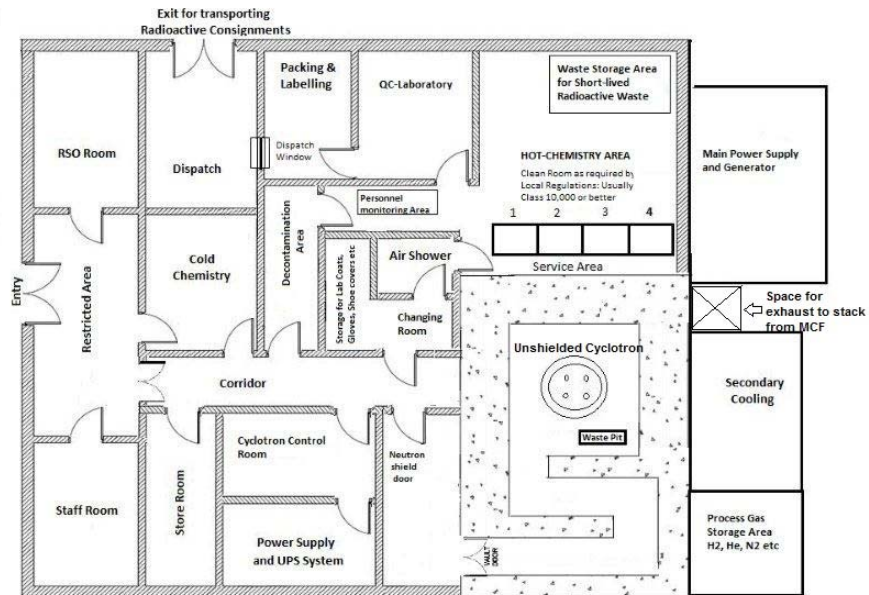 Exit for transporting
Radioactive Consignments
Packing &
Labelling
QC-Laboratory
Waste Storage Area
for Short-lived
Radioactive Waste
RSO Room
Dispatch
Dispatch
Window
HOT-CHEMISTRY AREA
Clean Room as required by
Local Regulations: Usually
Class 10,000 or better
Main Power Supply
and Generator
Personnel
monitoring Area
1 2 3 4
Decontamination
Area
Cold
Chemistry
Air Shower
Service Area
Entry
Restricted Area
Storage for Lab Coats,
Gloves, Shoe covers etc
Changing
Room
Space for
exhaust to stack
from MCF
Unshielded Cyclotron
Corridor
Secondary
Cooling
Waste Pit
Cyclotron Control
Room
Neutron
shield
door
Staff Room
Store Room
Power Supply
and UPS System
VAULT
DOOR
Process Gas
Storage Area
H2, He, N2 etc